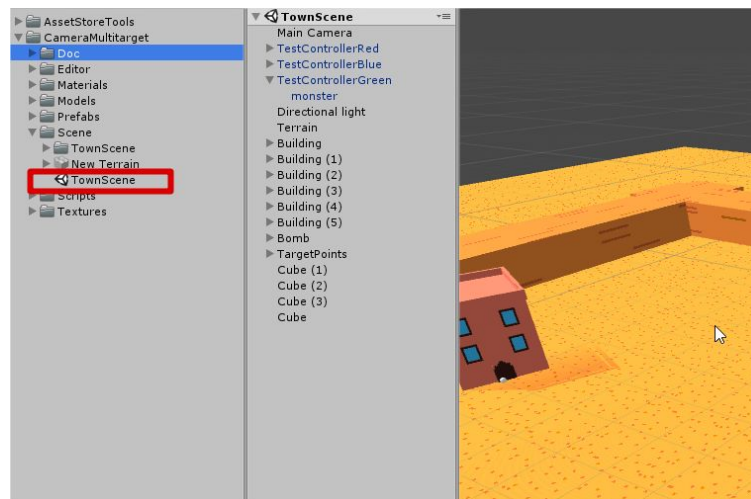 AssetStoreTools
CameraMultitarget
Doc
Editor
Materials
Models
Prefabs
Scene
TownScene
New Terrain
TownScene
Scripts
Textures
TownScene
Main Camera
TestControllerRed
TestControllerBlue
TestControllerGreen
monster
Directional light
Terrain
Building
Building (1)
Building (2)
Building (3)
Building (4)
Building (5)
Bomb
TargetPoints
Cube (1)
Cube (2)
Cube (3)
Cube